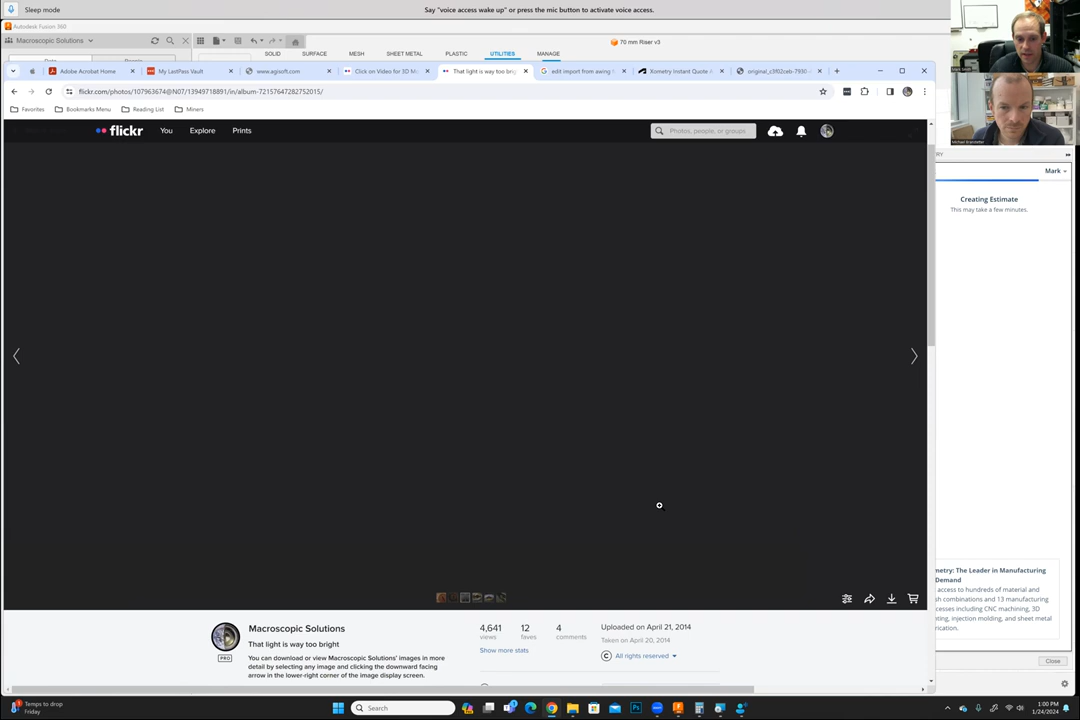 Sleep mode
Say "voice access wake up" or press the mic button to activate voice access.
Autodesk Fusion 360
Macroscopic Solutions
70 mm Riser v3
SOLID SURFACE MESH SHEET METAL PLASTIC UTILITIES MANAGE
Adobe Acrobat Home
My LastPass Vault
www.agisoft.com
Click on Video for 3D M
That light is way too brig
edit import from awing
Xometry Instant Quote
original_c3f02ceb-7930-
flickr.com/photos/107963674@N07/13949718891/in/album-72157647282752015/
Favorites Bookmarks Menu Reading List Miners
flickr You Explore Prints
Photos, people, or groups
Mark Smith
Michael Branstetter
RY
Mark
Creating Estimate
This may take a few minutes.
metry: The Leader in Manufacturing
Demand
access to hundreds of material and
sh combinations and 13 manufacturing
cesses including CNC machining, 3D
nting, injection molding, and sheet metal
rication.
Close
PRO
Macroscopic Solutions
That light is way too bright
You can download or view Macroscopic Solutions' images in more
detail by selecting any image and clicking the downward facing
arrow in the lower-right corner of the image display screen.
4,641
views
12
faves
4
comments
Show more stats
Uploaded on April 21, 2014
Taken on April 20, 2014
All rights reserved
Temps to drop
Friday
Search
1:00 PM
1/24/2024